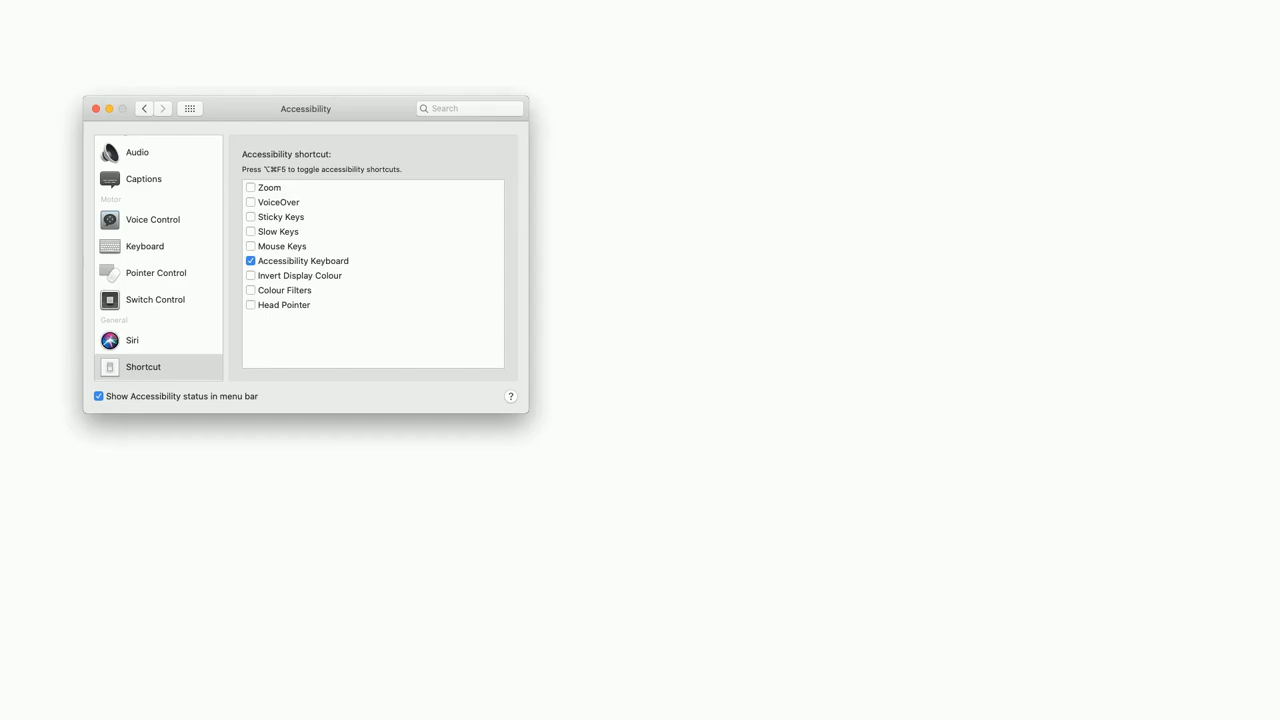 Accessibility
Search
Audio
Captions
Motor
Voice Control
Keyboard
Pointer Control
Switch Control
General
Siri
Shortcut
Accessibility shortcut:
Press ⌥⌘F5 to toggle accessibility shortcuts.
Zoom
VoiceOver
Sticky Keys
Slow Keys
Mouse Keys
Accessibility Keyboard
Invert Display Colour
Colour Filters
Head Pointer
Show Accessibility status in menu bar
?